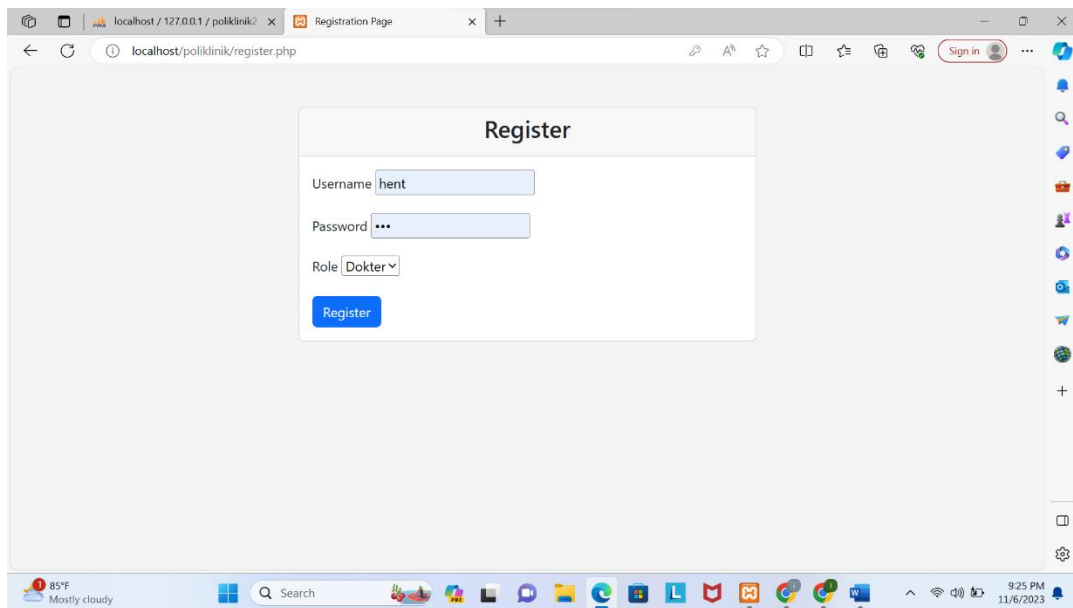 localhost / 127.0.0.1 / poliklinik2
Registration Page
localhost/poliklinik/register.php
Sign in
Register
Username hent
Password •••
Role Dokter
Register
1
85°F
Mostly cloudy
Search
9:25 PM
11/6/2023